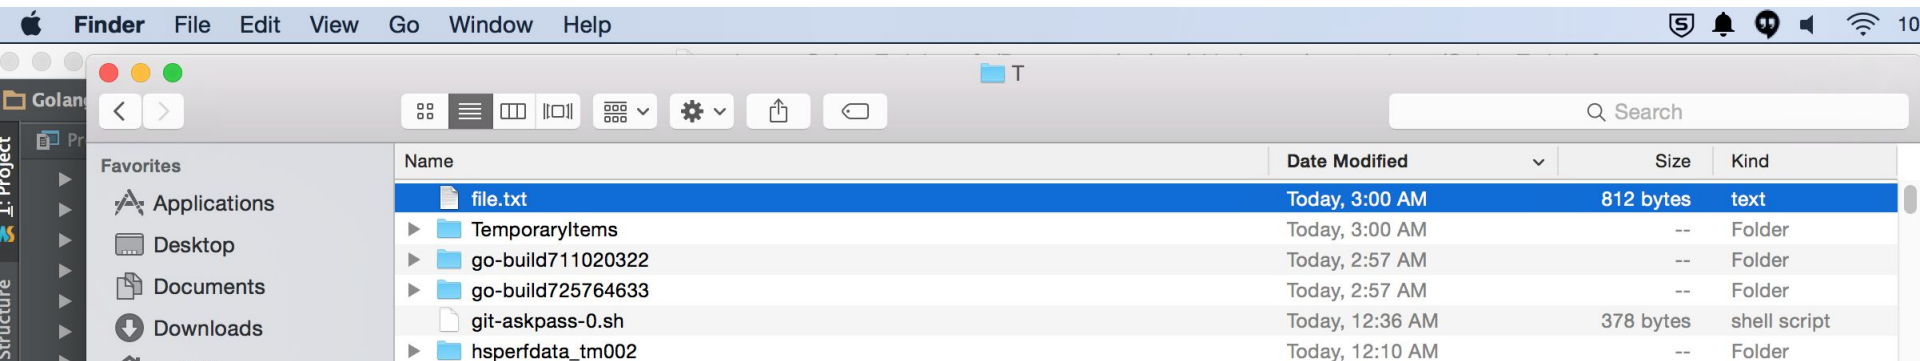 Finder File Edit View Go Window Help 10
T
Golan
Search
Pr
1: Project
Favorites
Name Date Modified Size Kind
file.txt Today, 3:00 AM 812 bytes text
Applications
TemporaryItems Today, 3:00 AM -- Folder
Desktop
go-build711020322 Today, 2:57 AM -- Folder
Documents
go-build725764633 Today, 2:57 AM -- Folder
Downloads
git-askpass-0.sh Today, 12:36 AM 378 bytes shell script
Structure
hsperfdata_tm002 Today, 12:10 AM -- Folder